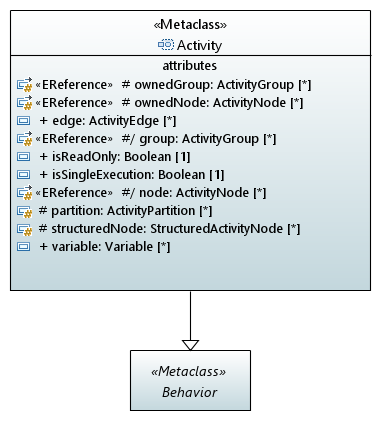 «Metaclass»
Activity
attributes
«EReference» # ownedGroup: ActivityGroup [*]
«EReference» # ownedNode: ActivityNode [*]
+ edge: ActivityEdge [*]
«EReference» #/ group: ActivityGroup [*]
+ isReadOnly: Boolean [1]
+ isSingleExecution: Boolean [1]
«EReference» #/ node: ActivityNode [*]
# partition: ActivityPartition [*]
# structuredNode: StructuredActivityNode [*]
+ variable: Variable [*]
«Metaclass»
Behavior